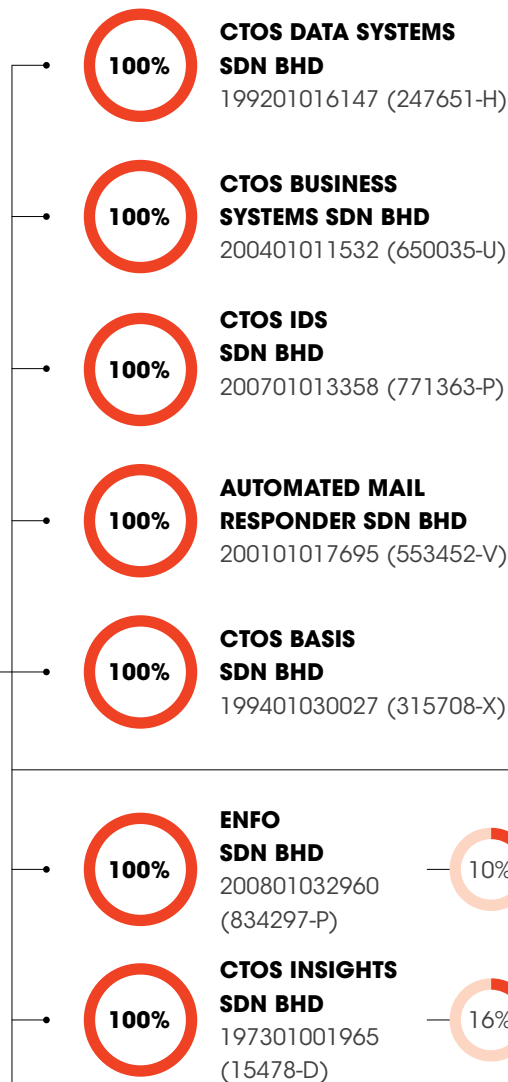 100%
CTOS DATA SYSTEMS
SDN BHD
199201016147 (247651-H)
100%
CTOS BUSINESS
SYSTEMS SDN BHD
200401011532 (650035-U)
100%
CTOS IDS
SDN BHD
200701013358 (771363-P)
100%
AUTOMATED MAIL
RESPONDER SDN BHD
200101017695 (553452-V)
100%
CTOS BASIS
SDN BHD
199401030027 (315708-X)
100%
ENFO
SDN BHD
200801032960
(834297-P)
10%
100%
CTOS INSIGHTS
SDN BHD
197301001965
(15478-D)
16%